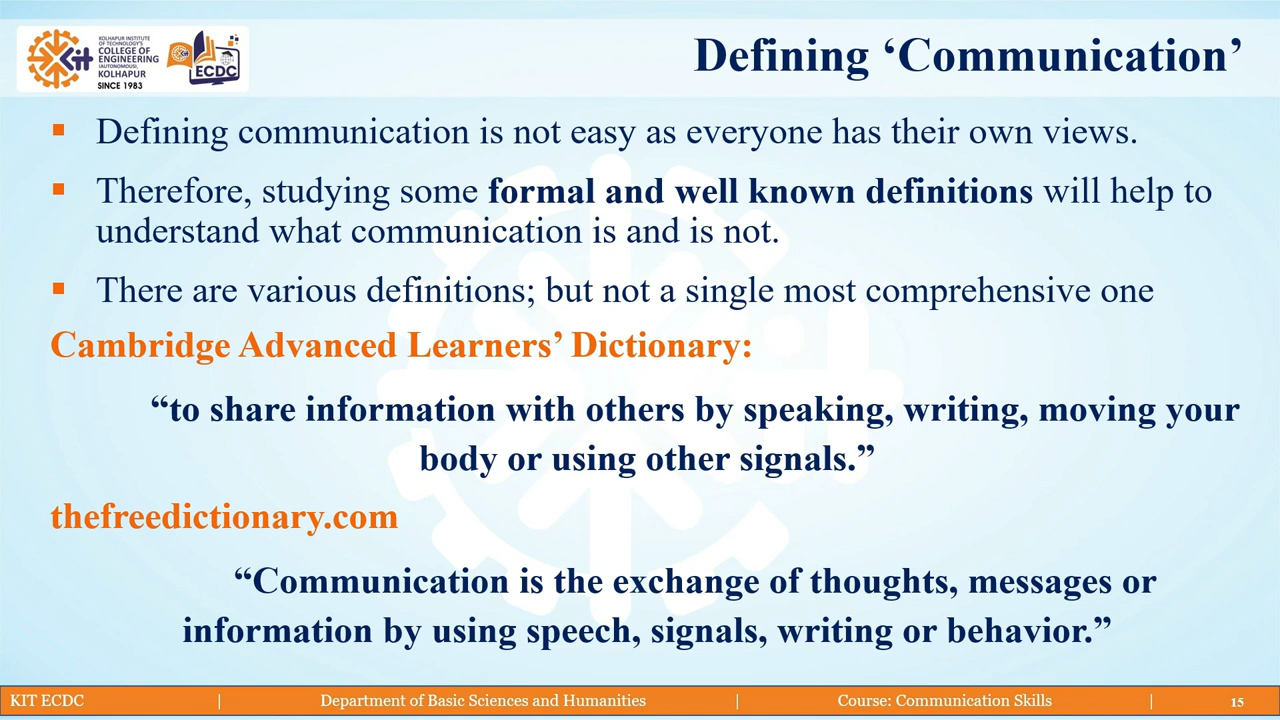 KOLHAPUR INSTITUTE
OF TECHNOLOGY'S
COLLEGE OF
ENGINEERING
(AUTONOMOUS),
KOLHAPUR
SINCE 1983
Kit
ECDC
Defining ‘Communication’
▪ Defining communication is not easy as everyone has their own views.
▪ Therefore, studying some formal and well known definitions will help to
understand what communication is and is not.
▪ There are various definitions; but not a single most comprehensive one
Cambridge Advanced Learners’ Dictionary:
“to share information with others by speaking, writing, moving your
body or using other signals.”
thefreedictionary.com
“Communication is the exchange of thoughts, messages or
information by using speech, signals, writing or behavior.”
KIT ECDC | Department of Basic Sciences and Humanities | Course: Communication Skills | 15